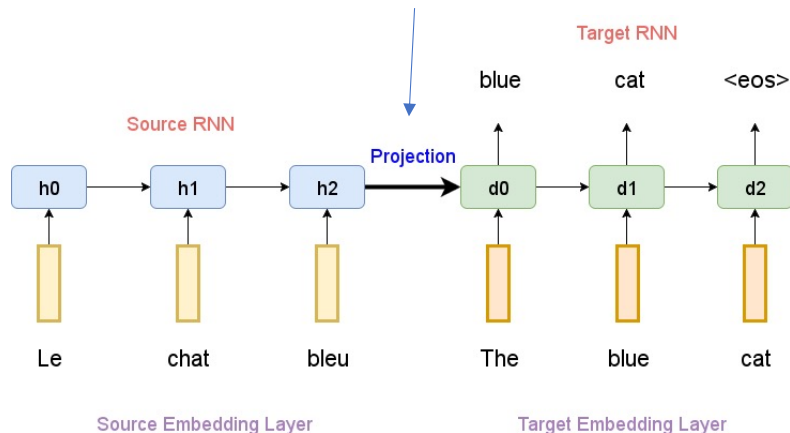 Target RNN
blue cat <eos>
Source RNN
Projection
h0 h1 h2 d0 d1 d2
Le chat bleu The blue cat
Source Embedding Layer Target Embedding Layer